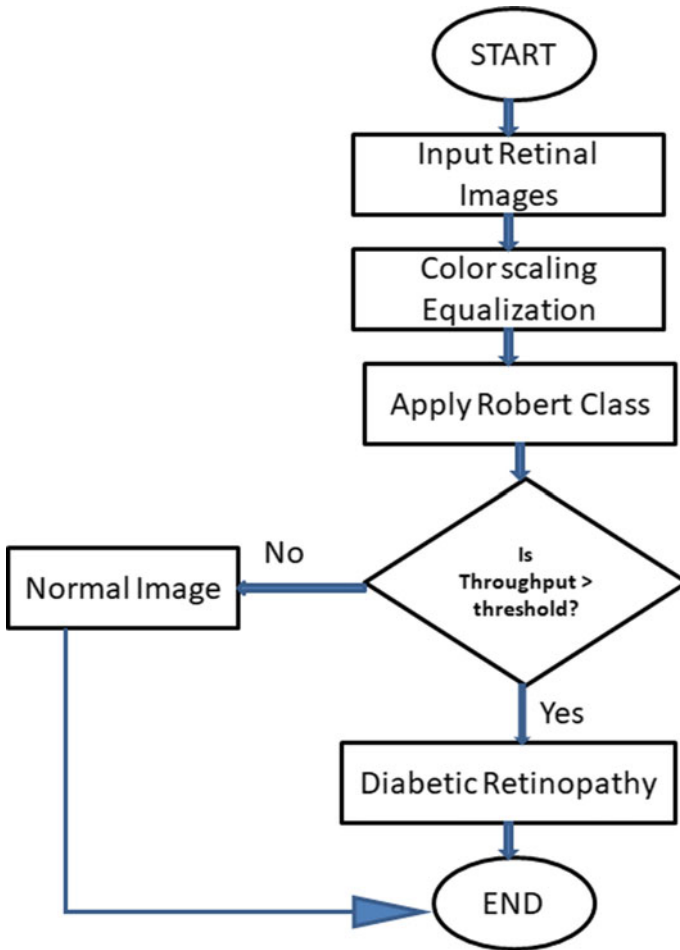 START
Input Retinal
Images
Color scaling
Equalization
Apply Robert Class
Is
Throughput >
threshold?
No
Normal Image
Yes
Diabetic Retinopathy
END